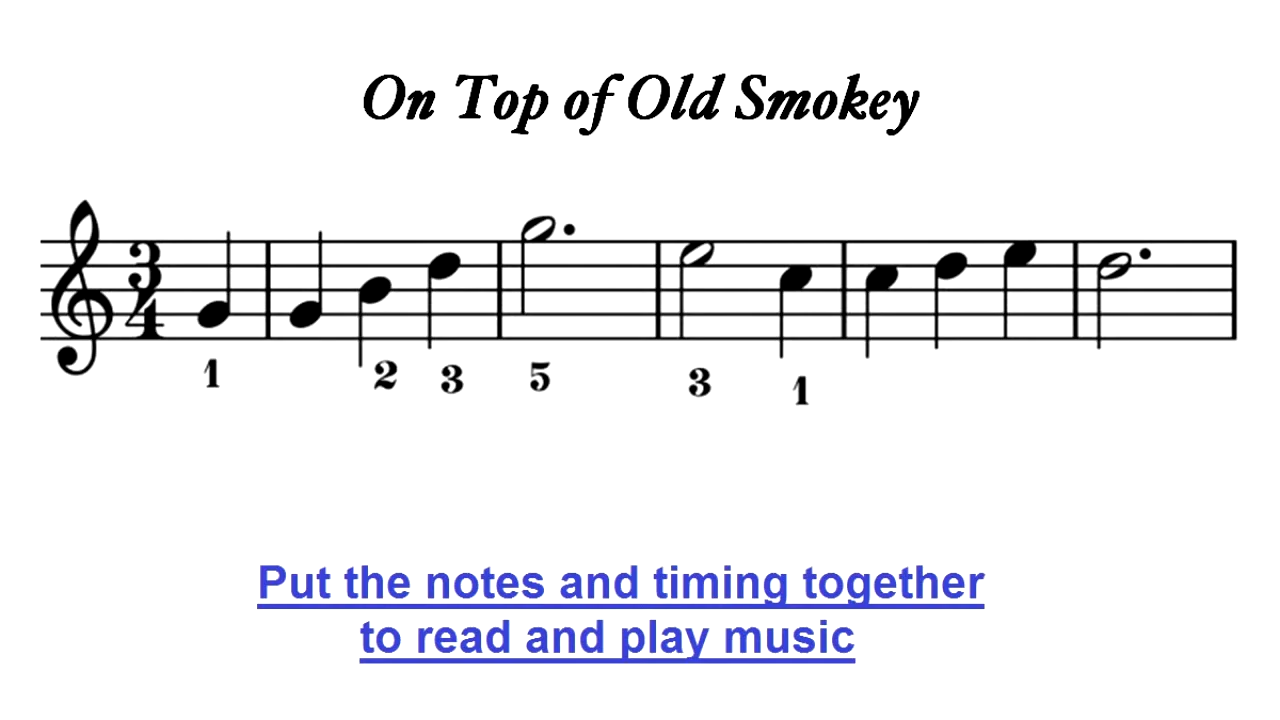 On Top of Old Smokey
3
4
1 2 3 5 3 1
Put the notes and timing together
to read and play music